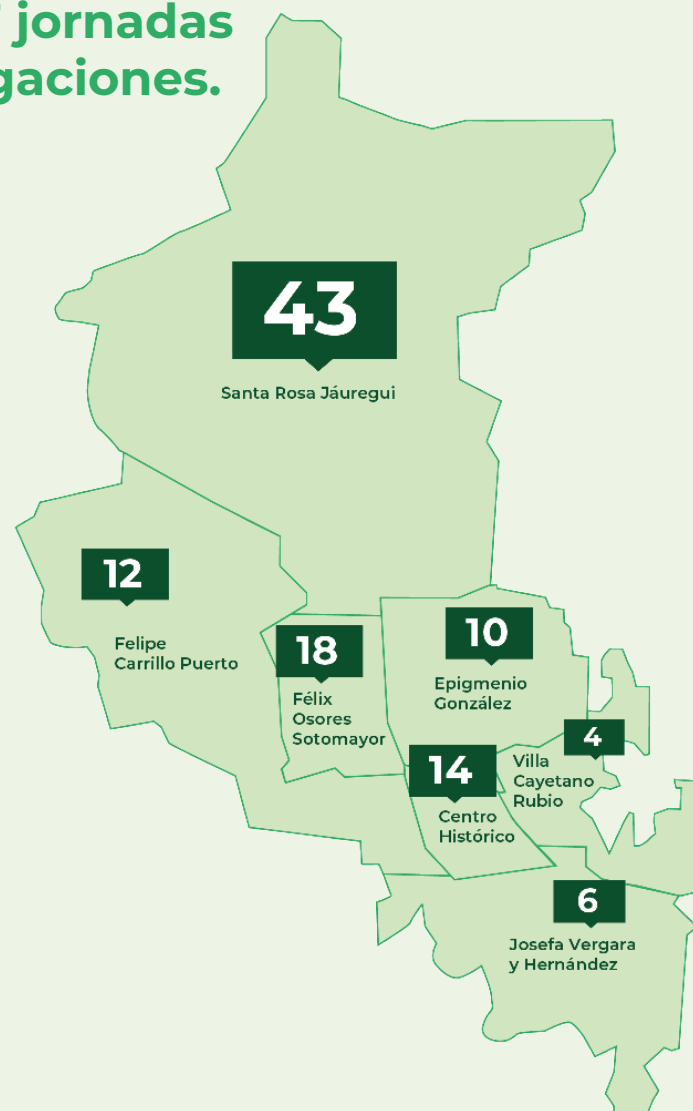 jornadas
gaciones.
43
Santa Rosa Jáuregui
12
Felipe
Carrillo Puerto
18
Félix
Osores
Sotomayor
10
Epigmenio
González
4
Villa
Cayetano
Rubio
14
Centro
Histórico
6
Josefa Vergara
y Hernández